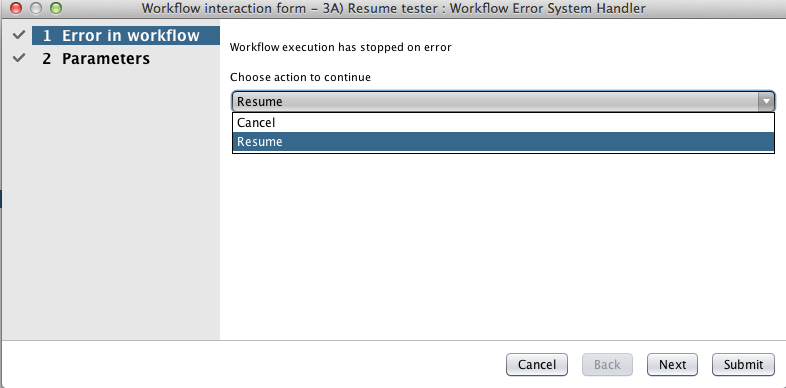 Workflow interaction form - 3A) Resume tester : Workflow Error System Handler
1 Error in workflow
2 Parameters
Workflow execution has stopped on error
Choose action to continue
Resume
Cancel
Resume
Cancel Back Next Submit